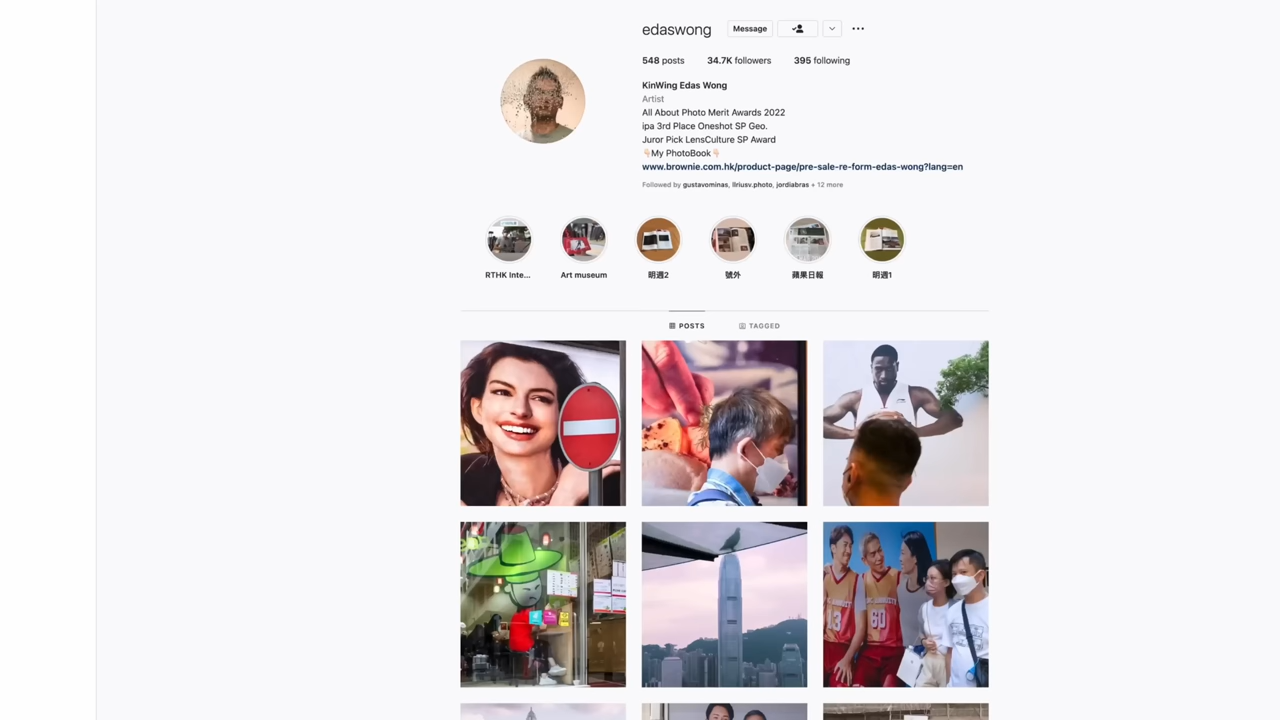 edaswong
Message
548 posts 34.7K followers 395 following
KinWing Edas Wong
Artist
All About Photo Merit Awards 2022
ipa 3rd Place Oneshot SP Geo.
Juror Pick LensCulture SP Award
👇🏻My PhotoBook👇🏻
www.brownie.com.hk/product-page/pre-sale-re-form-edas-wong?lang=en
Followed by gustavominas, llriusv.photo, jordiabras + 12 more
RTHK Inte... Art museum 明週2 號外 蘋果日報 明週1
POSTS TAGGED
13 60